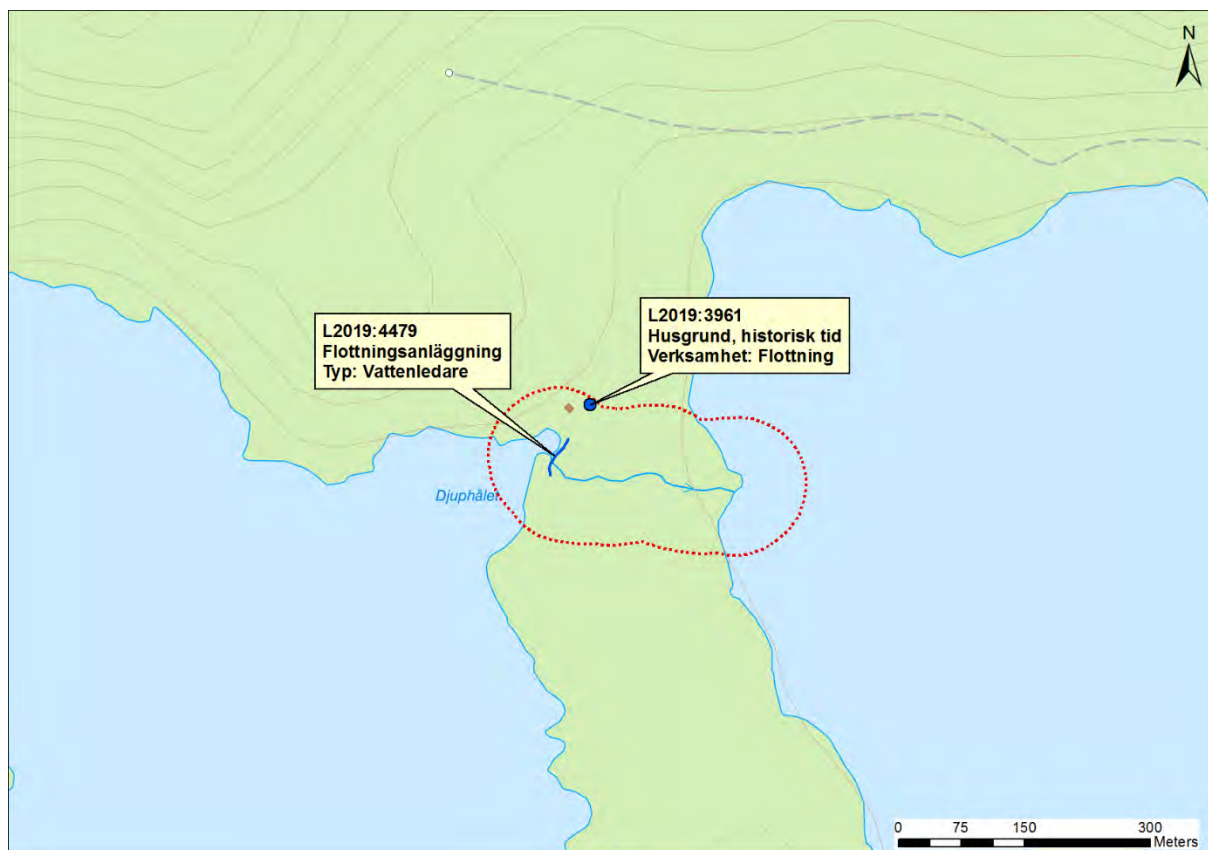 N
L2019:3961
Husgrund, historisk tid
Verksamhet: Flottning
L2019:4479
Flottningsanläggning
Typ: Vattenledare
Djuphålet
0 75 150 300
Meters